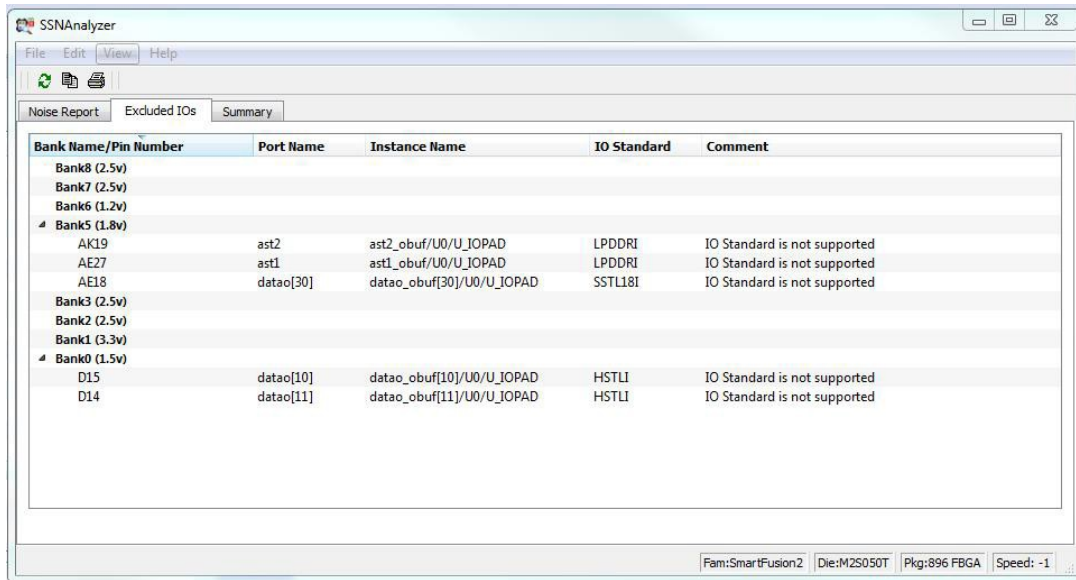 SSNAnalyzer
File Edit View Help
Noise Report Excluded IOs Summary
Bank Name/Pin Number Port Name Instance Name IO Standard Comment
Bank8 (2.5v)
Bank7 (2.5v)
Bank6 (1.2v)
Bank5 (1.8v)
AK19 ast2 ast2_obuf/U0/U_IOPAD LPDDRI IO Standard is not supported
AE27 ast1 ast1_obuf/U0/U_IOPAD LPDDRI IO Standard is not supported
AE18 datao[30] datao_obuf[30]/U0/U_IOPAD SSTL18I IO Standard is not supported
Bank3 (2.5v)
Bank2 (2.5v)
Bank1 (3.3v)
Bank0 (1.5v)
D15 datao[10] datao_obuf[10]/U0/U_IOPAD HSTLI IO Standard is not supported
D14 datao[11] datao_obuf[11]/U0/U_IOPAD HSTLI IO Standard is not supported
Fam:SmartFusion2 Die:M2S050T Pkg:896 FBGA Speed: -1